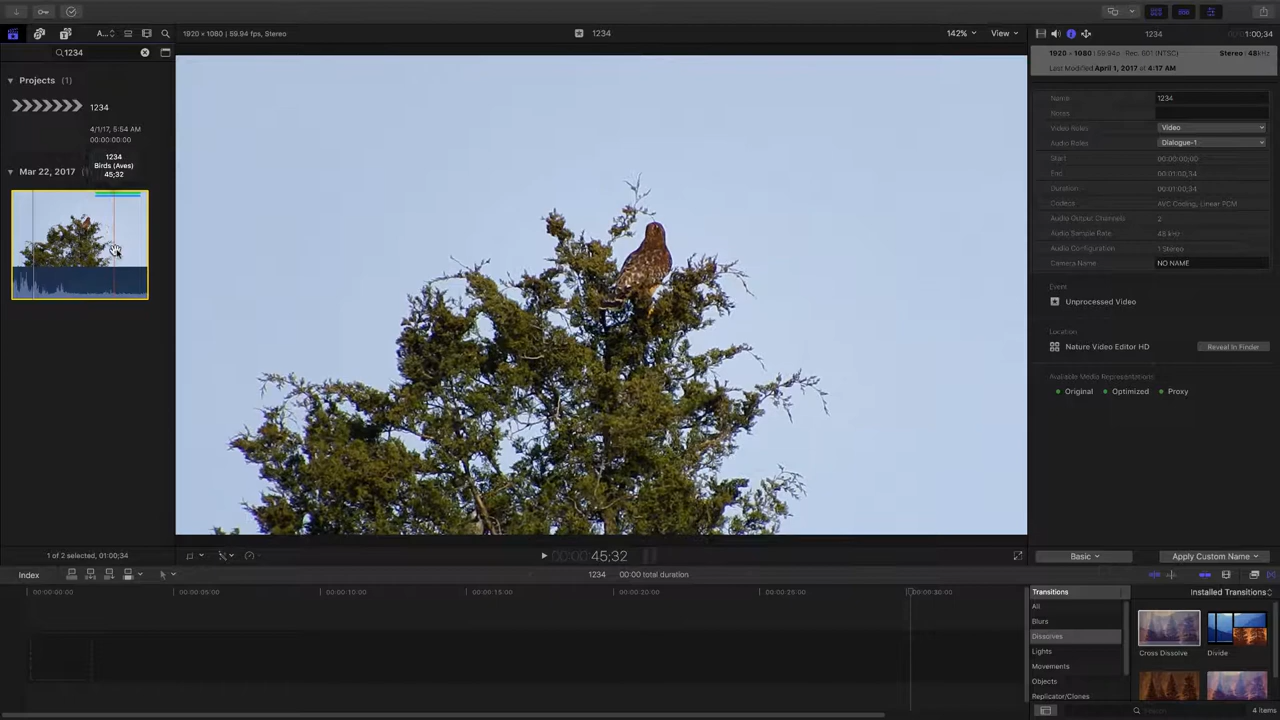 1920 × 1080 | 59.94 fps, Stereo
1234
142%
View
1234
1:00;34
A...
1234
1920 × 1080
Rec. 601 (NTSC)
Stereo
48kHz
Last Modified April 1, 2017 at 4:17 AM
Projects (1)
1234
4/1/17, 5:54 AM
00:00:00:00
1234
Birds (Aves)
45;32
Mar 22, 2017
Name
1234
Notes
Video Roles
Video
Audio Roles
Dialogue-1
Start
00:00:00;00
End
00:01:00;34
Duration
00:01:00;34
Codecs
AVC Coding, Linear PCM
Audio Output Channels
2
Audio Sample Rate
48 kHz
Audio Configuration
1 Stereo
Camera Name
NO NAME
Event
Unprocessed Video
Location
Nature Video Editor HD
Reveal In Finder
Available Media Representations
Original
Optimized
Proxy
1 of 2 selected, 01:00;34
00:00:45;32
Basic
Apply Custom Name
Index
1234
00:00 total duration
00:00:00:00
00:00:05:00
00:00:10:00
00:00:15:00
00:00:20:00
00:00:25:00
00:00:30:00
Transitions
Installed Transitions
All
Blurs
Dissolves
Lights
Movements
Objects
Replicator/Clones
Cross Dissolve
Divide
Search
4 items